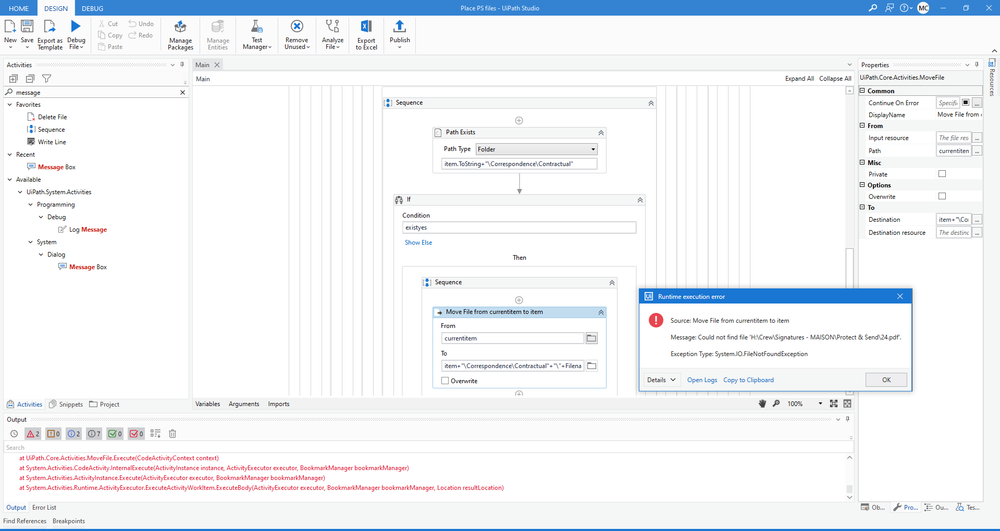 HOME DESIGN DEBUG
Place PS files - UiPath Studio
MC
New
Save
Export as Template
Debug File
Cut
Copy
Paste
Undo
Redo
Manage Packages
Manage Entities
Test Manager
Remove Unused
Analyze File
Export to Excel
Publish
Activities
message
Favorites
Delete File
Sequence
Write Line
Recent
Message Box
Available
UiPath.System.Activities
Programming
Debug
Log Message
System
Dialog
Message Box
Activities Snippets Project
Main
Main
Expand All Collapse All
Sequence
Path Exists
Path Type Folder
item.ToString+"\Correspondence\Contractual"
If
Condition
existyes
Show Else
Then
Sequence
Move File from currentitem to item
From
currentitem
To
item+"\Correspondence\Contractual"+"\"+Filena
Overwrite
Variables Arguments Imports
100%
Ui Runtime execution error
Source: Move File from currentitem to item
Message: Could not find file 'H:\Crew\Signatures - MAISON\Protect & Send\24.pdf'.
Exception Type: System.IO.FileNotFoundException
Details Open Logs Copy to Clipboard OK
Properties
UiPath.Core.Activities.MoveFile
Common
Continue On Error Specifi ...
DisplayName Move File from c
From
Input resource The file res ...
Path currentiten ...
Misc
Private
Options
Overwrite
To
Destination item+"\Co ...
Destination resource The destinc ...
Resources
Ob... Pro... Ou... Tes...
Output
2 0 2 7 0 0
Search
at UiPath.Core.Activities.MoveFile.Execute(CodeActivityContext context)
at System.Activities.CodeActivity.InternalExecute(ActivityInstance instance, ActivityExecutor executor, BookmarkManager bookmarkManager)
at System.Activities.ActivityInstance.Execute(ActivityExecutor executor, BookmarkManager bookmarkManager)
at System.Activities.Runtime.ActivityExecutor.ExecuteActivityWorkItem.ExecuteBody(ActivityExecutor executor, BookmarkManager bookmarkManager, Location resultLocation)
Output Error List
Find References Breakpoints